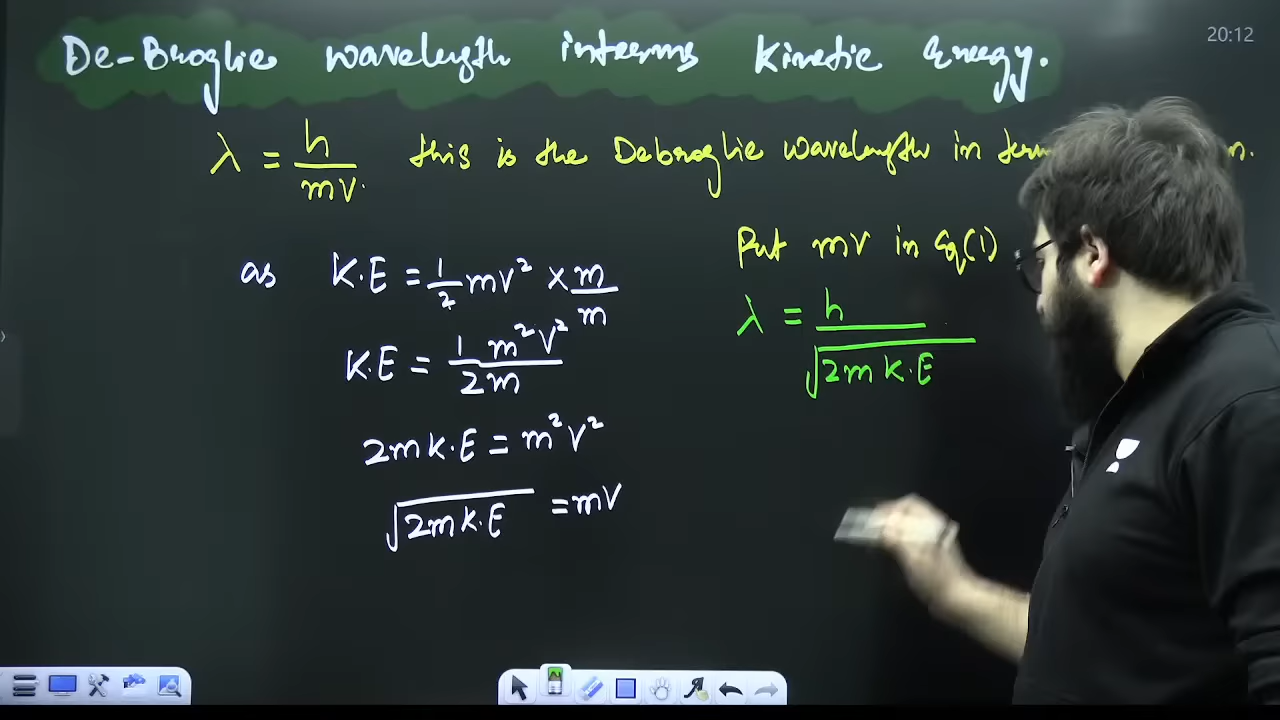 De-Broglie wavelength interms Kinetic Energy.
20:12
λ = h/mv. this is the Debroglie wavelength in
Put mv in Eq(1)
as K.E = 1/2 mv² × m/m
λ = h/√(2m K.E)
K.E = 1/2m m²v²
2m K.E = m²v²
√(2m K.E) = mv